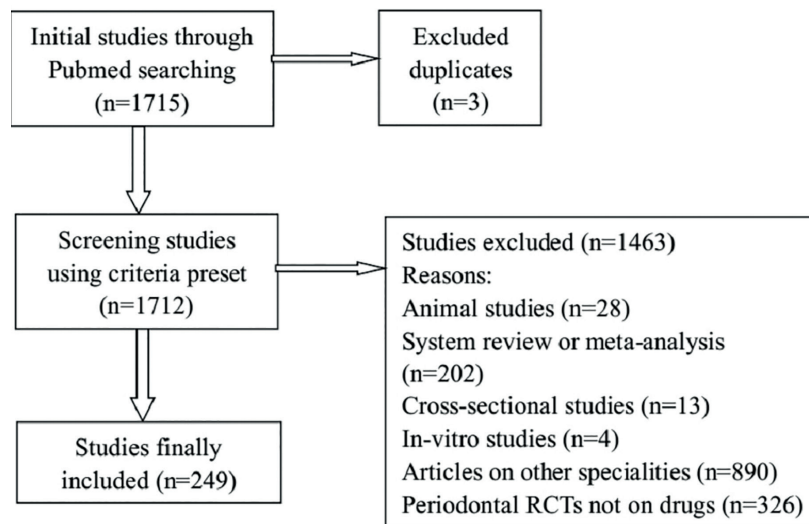 Initial studies through
Pubmed searching
(n=1715)
Excluded
duplicates
(n=3)
Screening studies
using criteria preset
(n=1712)
Studies excluded (n=1463)
Reasons:
Animal studies (n=28)
System review or meta-analysis
(n=202)
Cross-sectional studies (n=13)
In-vitro studies (n=4)
Articles on other specialities (n=890)
Periodontal RCTs not on drugs (n=326)
Studies finally
included (n=249)